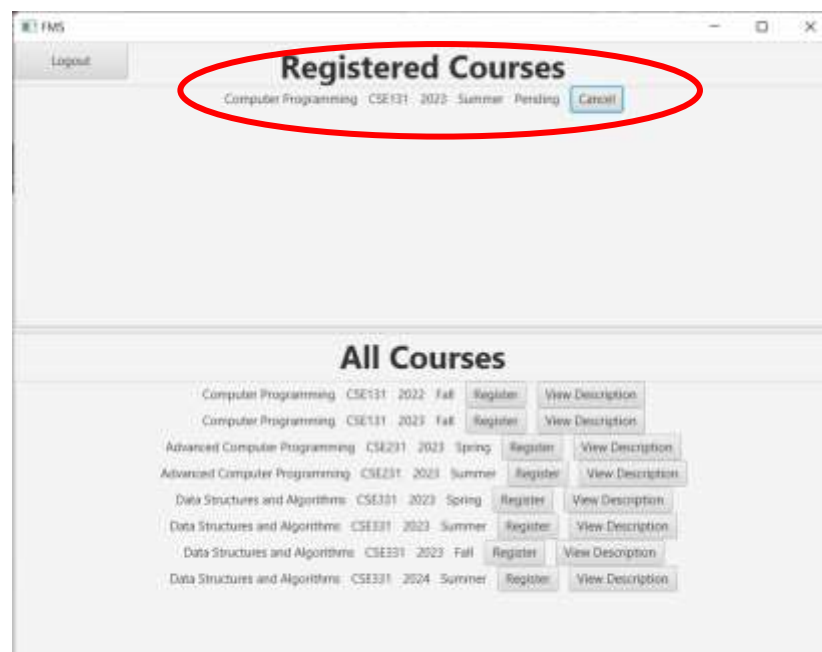 FMS
Logout
Registered Courses
Computer Programming CSE131 2023 Summer Pending Cancel
All Courses
Computer Programming CSE131 2022 Fall Register View Description
Computer Programming CSE131 2023 Fall Register View Description
Advanced Computer Programming CSE231 2023 Spring Register View Description
Advanced Computer Programming CSE231 2023 Summer Register View Description
Data Structures and Algorithms CSE331 2023 Spring Register View Description
Data Structures and Algorithms CSE331 2023 Summer Register View Description
Data Structures and Algorithms CSE331 2023 Fall Register View Description
Data Structures and Algorithms CSE331 2024 Summer Register View Description